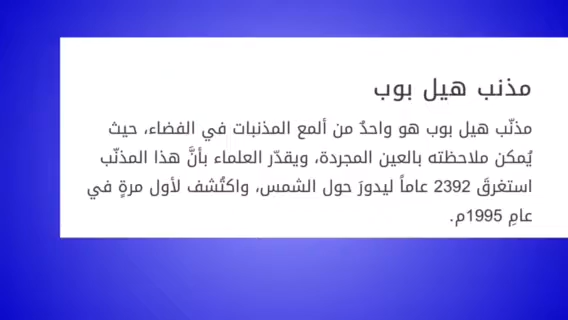 مذنب هيل بوب
مذنّب هيل بوب هو واحدٌ من ألمع المذنبات في الفضاء، حيث
يُمكن ملاحظته بالعين المجردة، ويقدّر العلماء بأنَّ هذا المذنّب
استغرقَ 2392 عاماً ليدورَ حول الشمس، واكتُشف لأول مرةٍ في
عامِ 1995م.